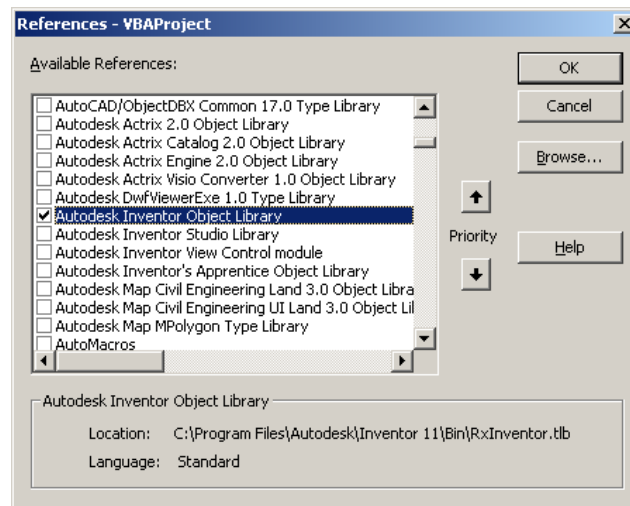 References - VBAProject
Available References:
AutoCAD/ObjectDBX Common 17.0 Type Library
Autodesk Actrix 2.0 Object Library
Autodesk Actrix Catalog 2.0 Object Library
Autodesk Actrix Engine 2.0 Object Library
Autodesk Actrix Visio Converter 1.0 Object Library
Autodesk DwfViewerExe 1.0 Type Library
Autodesk Inventor Object Library
Autodesk Inventor Studio Library
Autodesk Inventor View Control module
Autodesk Inventor's Apprentice Object Library
Autodesk Map Civil Engineering Land 3.0 Object Libra
Autodesk Map Civil Engineering UI Land 3.0 Object Li
Autodesk Map MPolygon Type Library
AutoMacros
Priority
OK
Cancel
Browse...
Help
Autodesk Inventor Object Library
Location: C:\Program Files\Autodesk\Inventor 11\Bin\RxInventor.tlb
Language: Standard